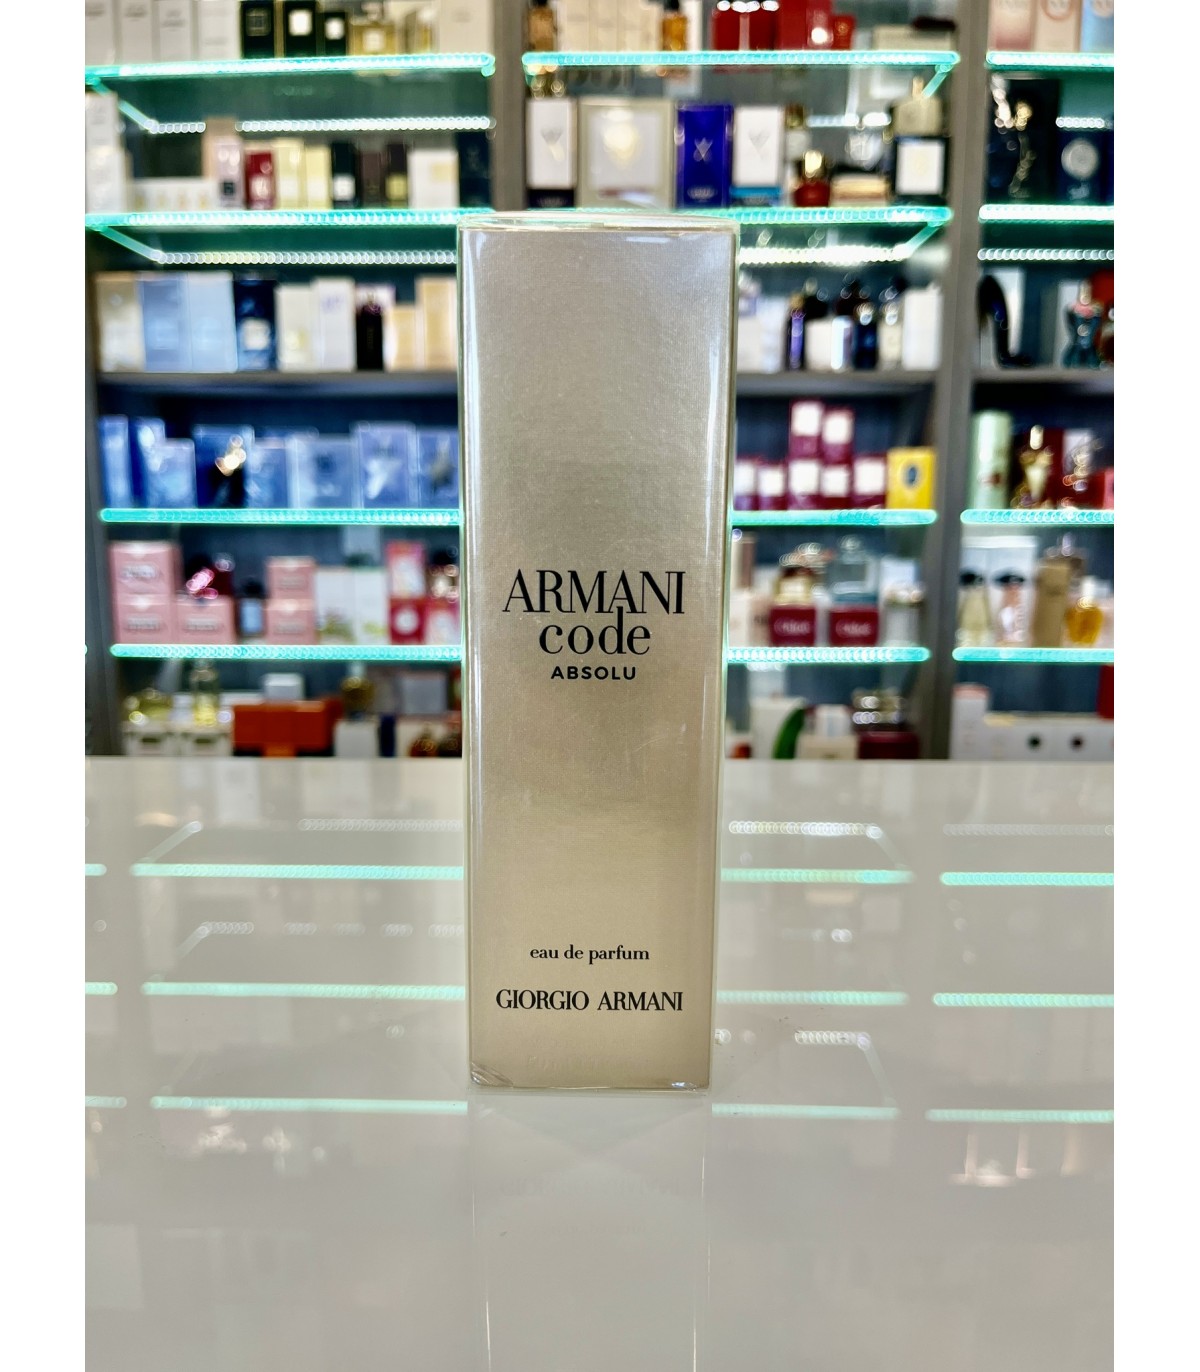 ARMANI
code
ABSOLU
eau de parfum
GIORGIO ARMANI